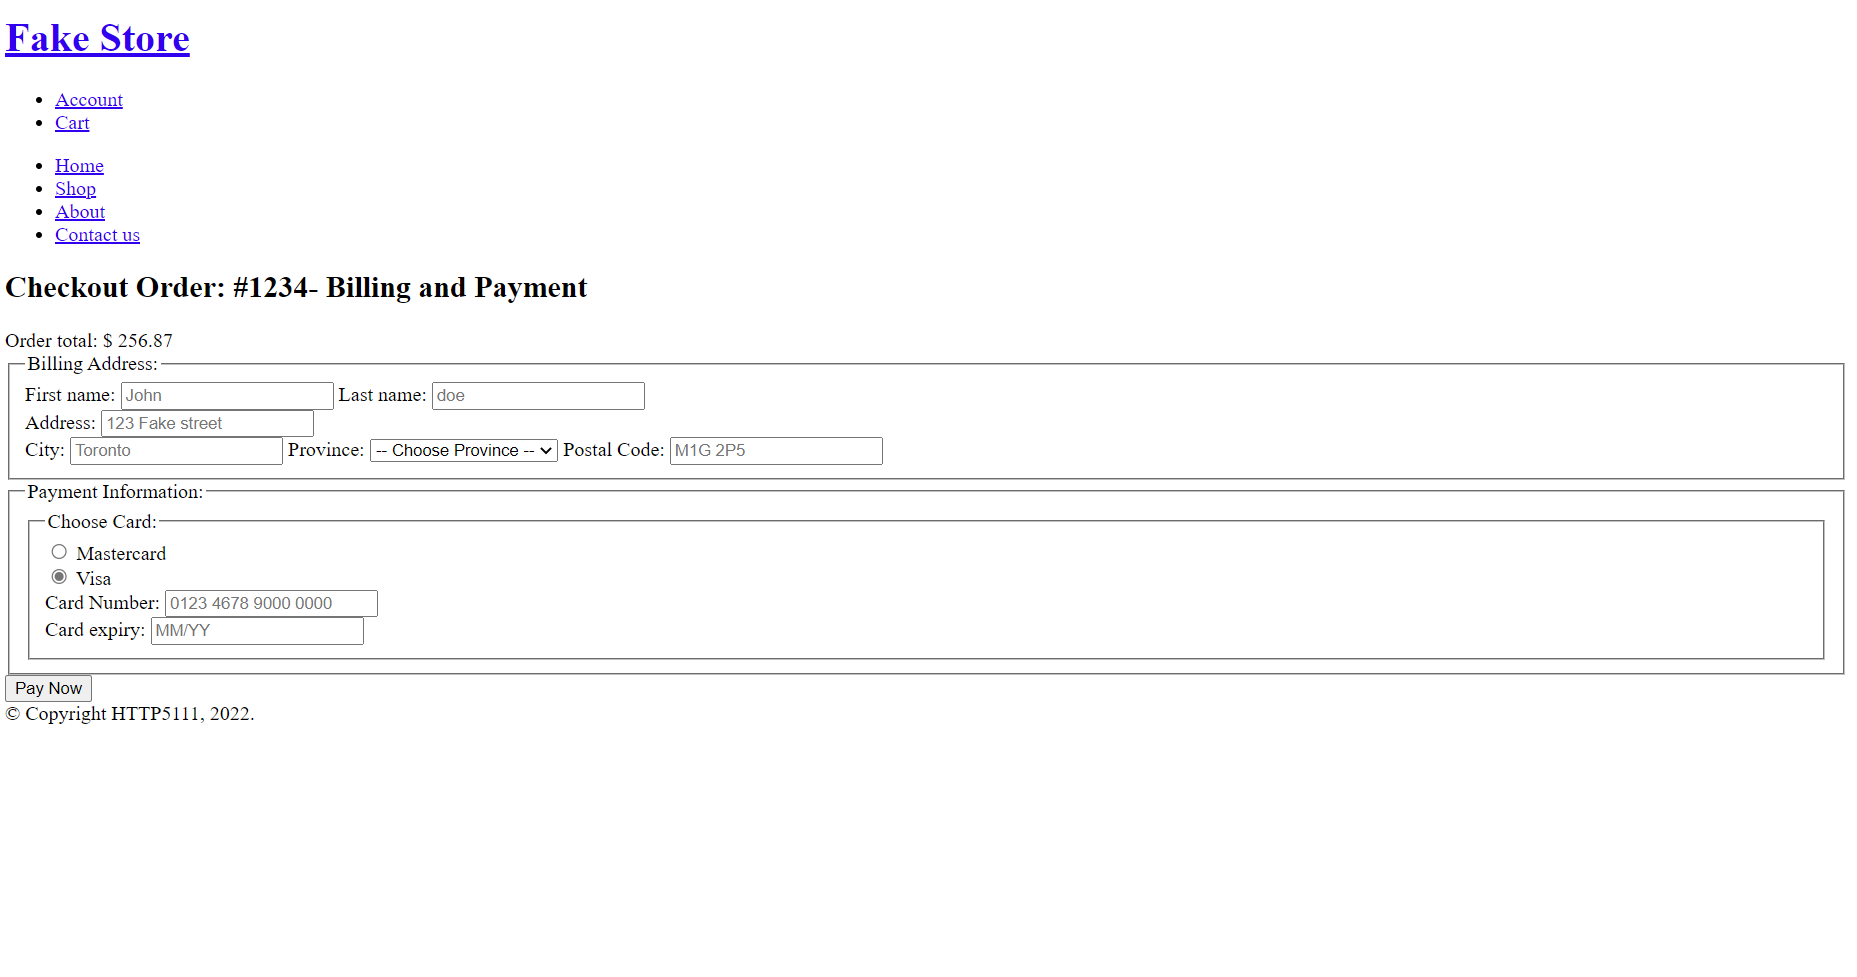 Fake Store
Account
Cart
Home
Shop
About
Contact us
Checkout Order: #1234- Billing and Payment
Order total: $ 256.87
Billing Address:
First name: John Last name: doe
Address: 123 Fake street
City: Toronto Province: -- Choose Province -- Postal Code: M1G 2P5
Payment Information:
Choose Card:
Mastercard
Visa
Card Number: 0123 4678 9000 0000
Card expiry: MM/YY
Pay Now
© Copyright HTTP5111, 2022.